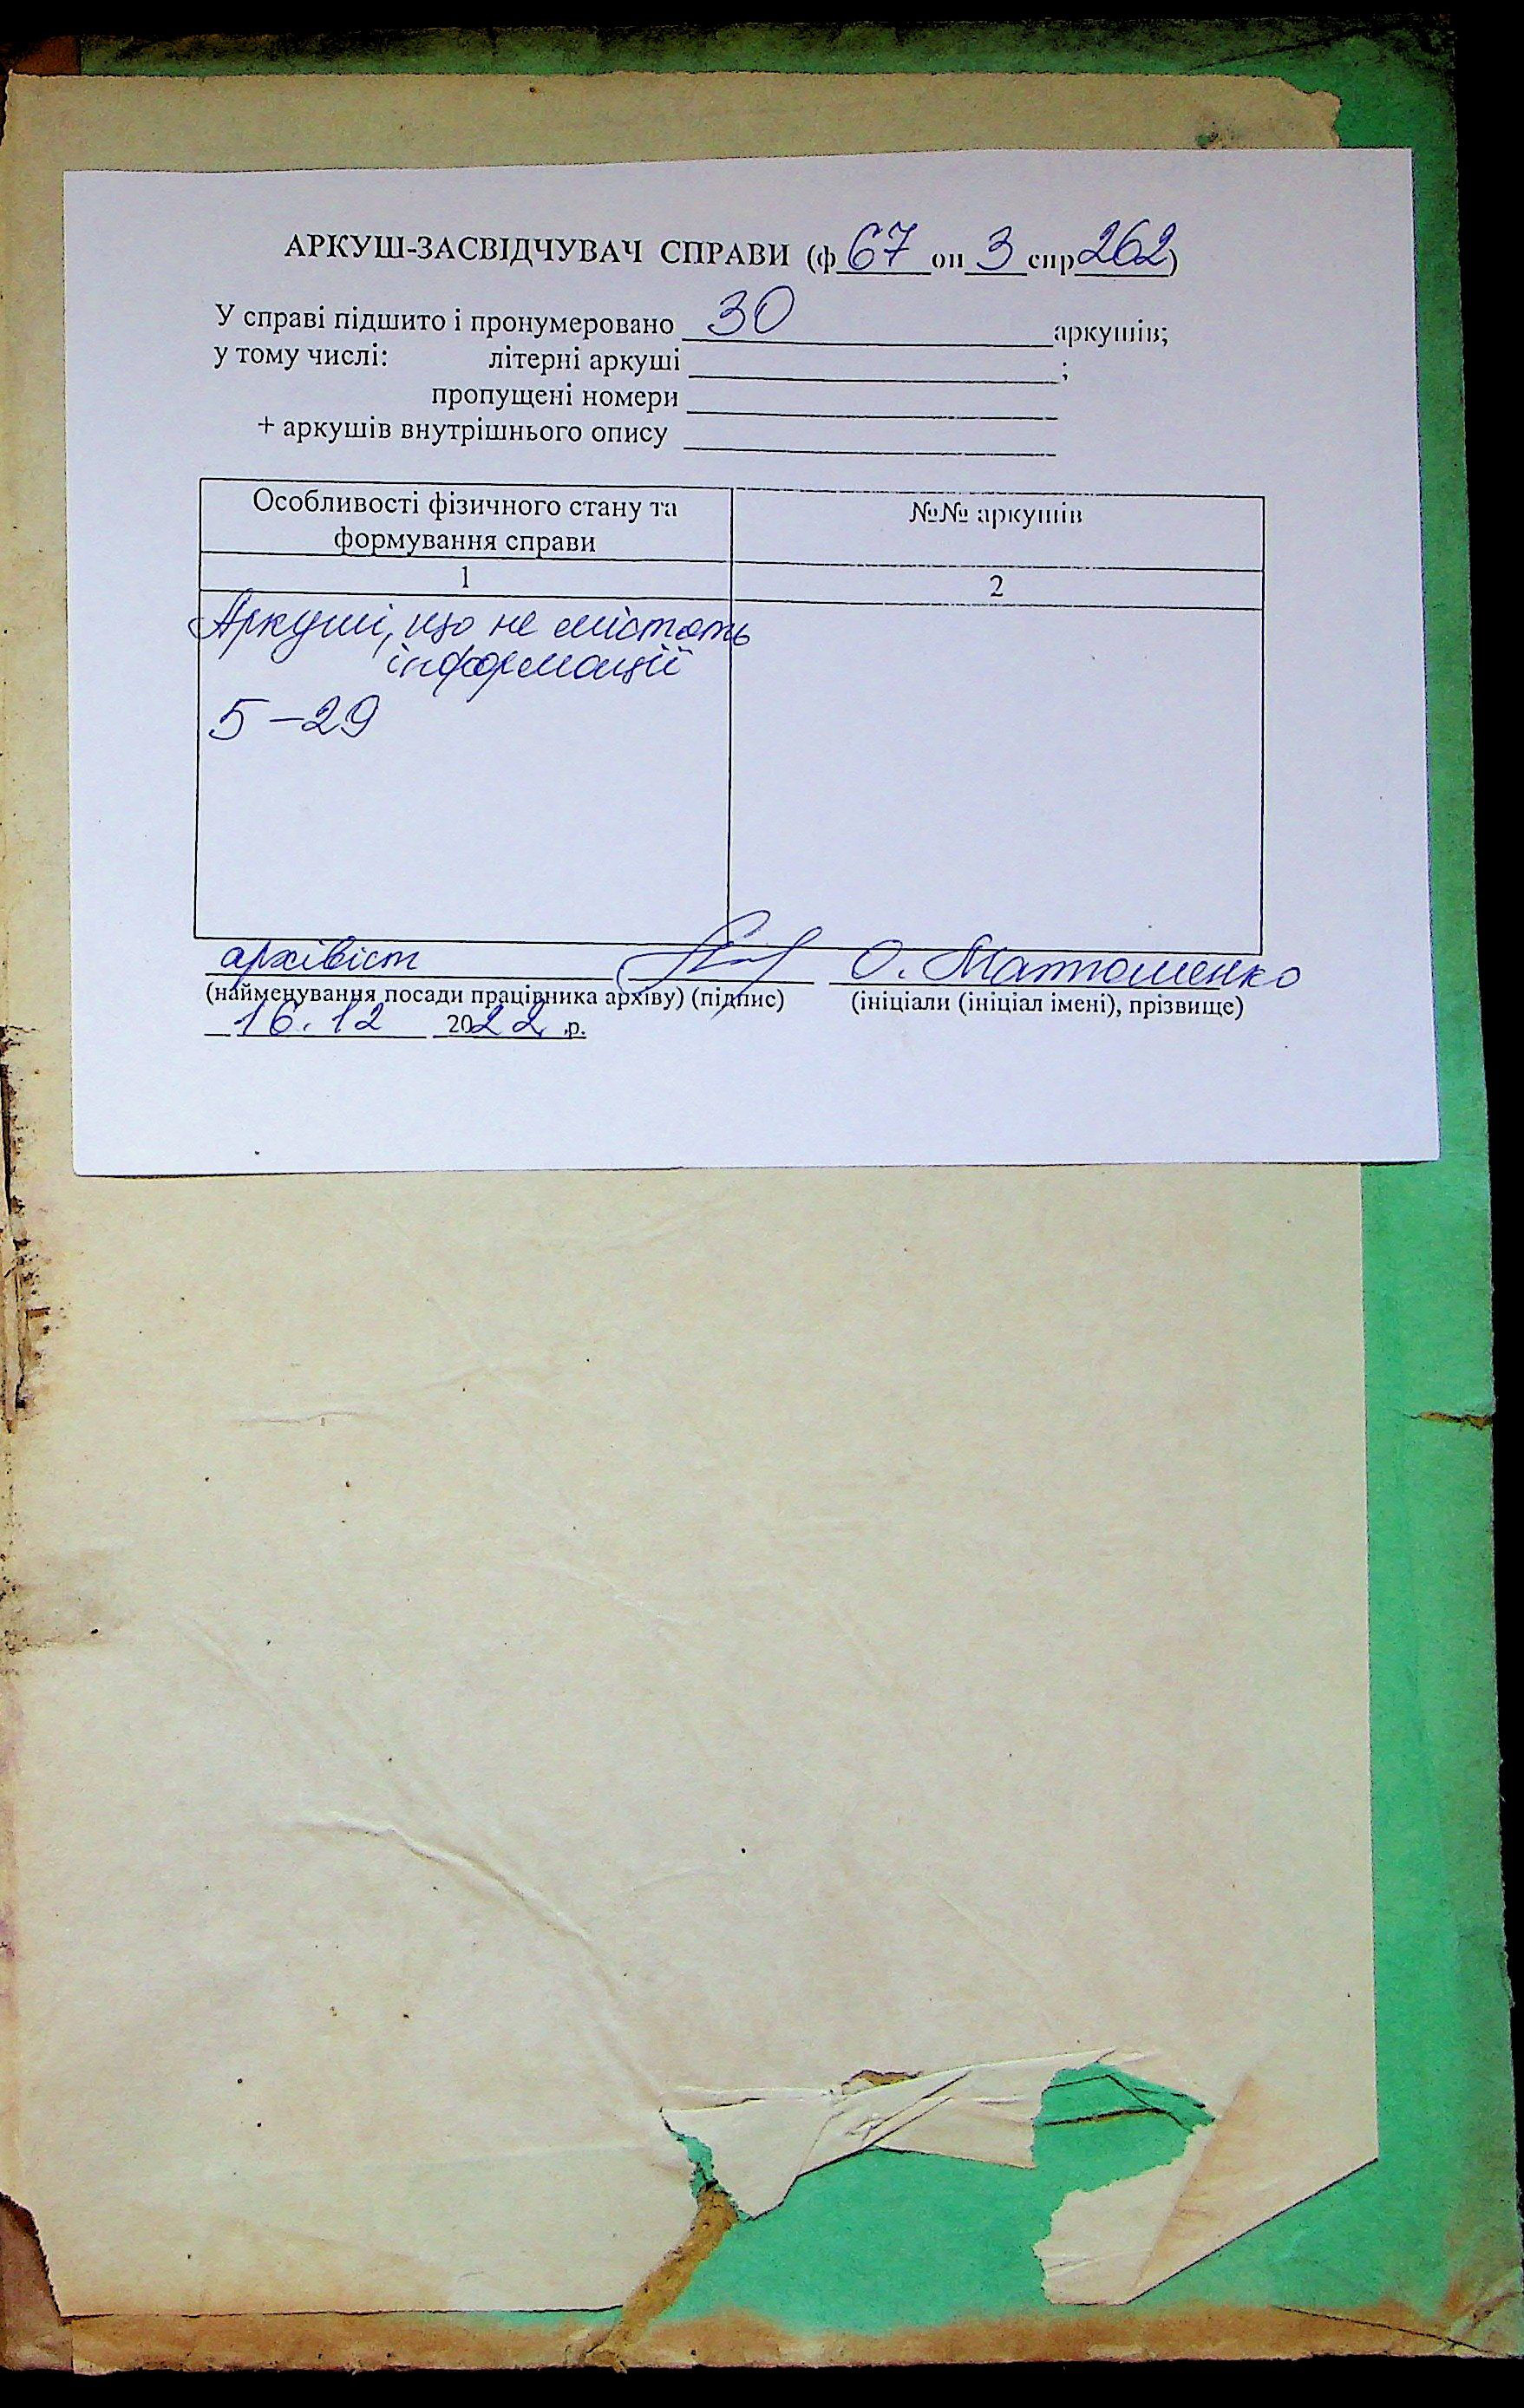 АРКУШ-ЗАСВІДЧУВАЧ СПРАВИ (ф 67 оп 3 спр 262)
У справі підшито і пронумеровано 30 аркушів;
у тому числі: літерні аркуші ;
пропущені номери
+ аркушів внутрішнього опису
Особливості фізичного стану та формування справи
№№ аркушів
1
2
Аркуші, що не містять
інформації
5-29
архівіст О. Матюшенко
(найменування посади працівника архіву) (підпис) (ініціали (ініціал імені), прізвище)
16.12 2022 р.